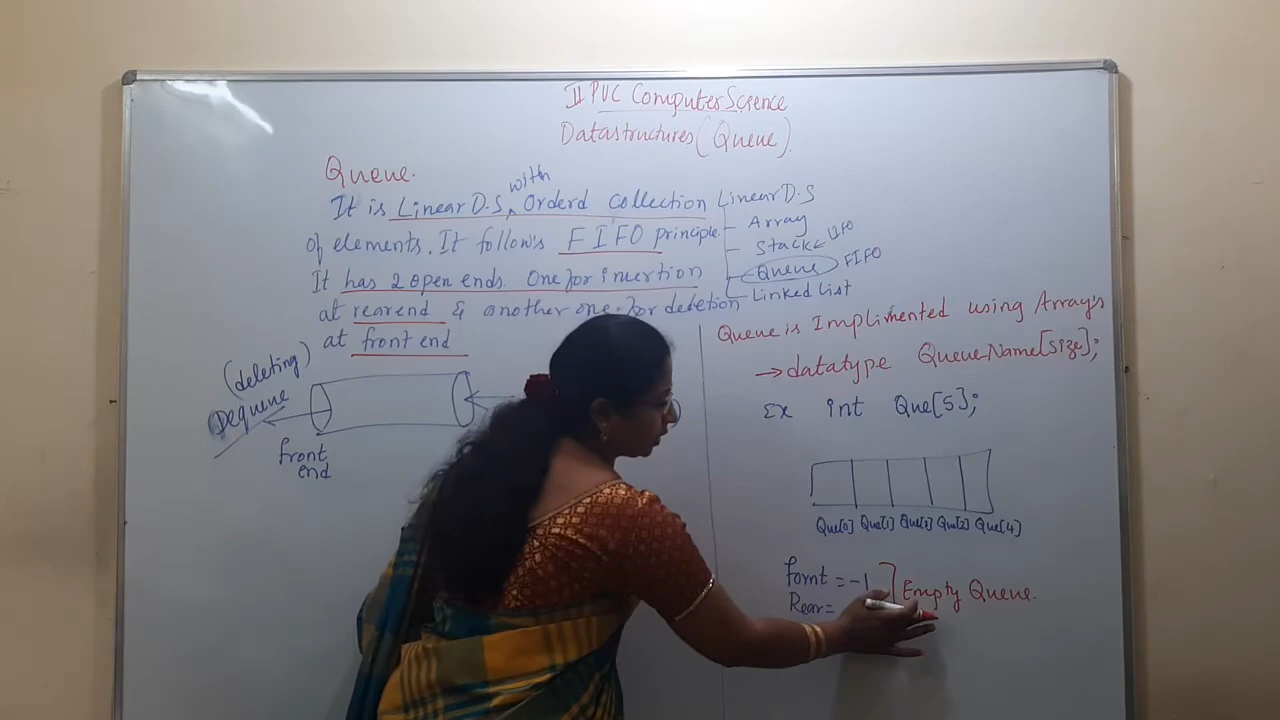 II PUC Computer Science
Datastructures (Queue).
Queue.
It is Linear D.S, with Orderd collection
of elements. It follow's FIFO principle.
It has 2 open ends. One for insertion
at rearend & another one for deletion
at front end
(deleting)
Dequeue
front
end
Linear D-S
Array
Stack LIFO
Queue FIFO
Linked List
Queue is Implimented using Array's
→ datatype Queue-Name[size];
Ex int Que[5];
Que[0] Que[1] Que[2] Que[3] Que[4]
Fornt = -1
Rear =
Empty Queue.